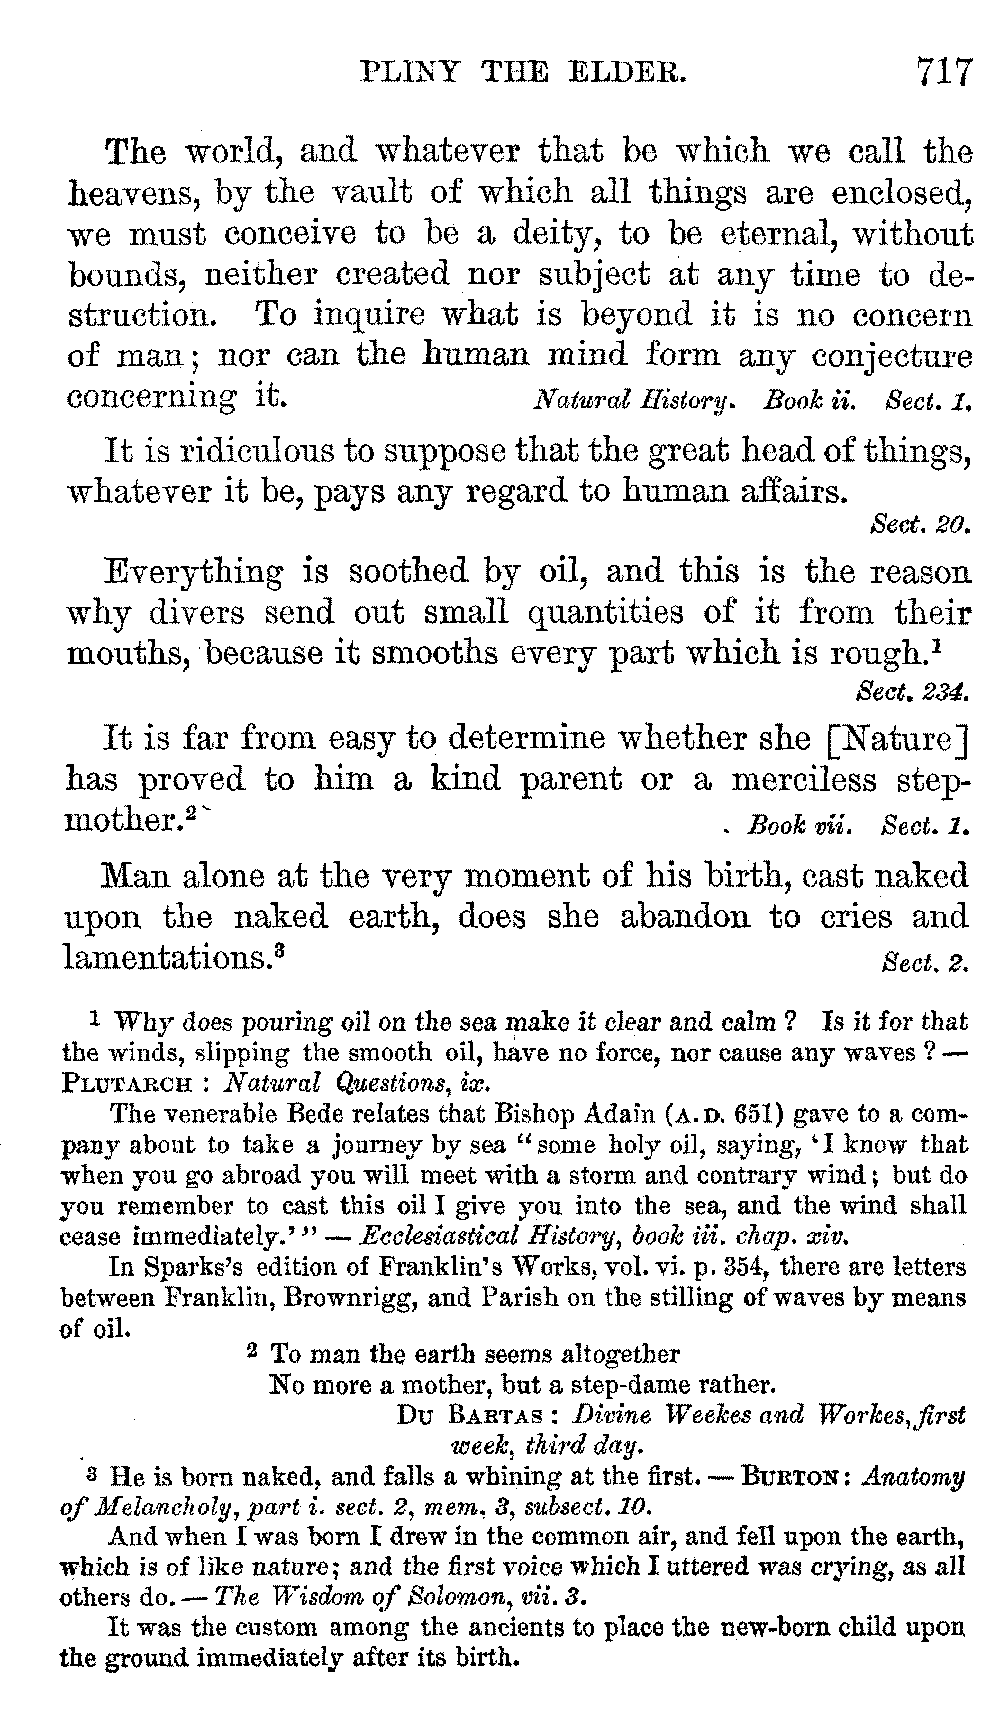 PLINY THE ELDER. 717
The world, and whatever that be which we call the
heavens, by the vault of which all things are enclosed,
we must conceive to be a deity, to be eternal, without
bounds, neither created nor subject at any time to de-
struction. To inquire what is beyond it is no concern
of man; nor can the human mind form any conjecture
concerning it. Natural History. Book ii. Sect. 1.
It is ridiculous to suppose that the great head of things,
whatever it be, pays any regard to human affairs.
Sect. 20.
Everything is soothed by oil, and this is the reason
why divers send out small quantities of it from their
mouths, because it smooths every part which is rough.¹
Sect. 234.
It is far from easy to determine whether she [Nature]
has proved to him a kind parent or a merciless step-
mother.² Book vii. Sect. 1.
Man alone at the very moment of his birth, cast naked
upon the naked earth, does she abandon to cries and
lamentations.³ Sect. 2.
1 Why does pouring oil on the sea make it clear and calm? Is it for that
the winds, slipping the smooth oil, have no force, nor cause any waves? —
PLUTARCH: Natural Questions, ix.
The venerable Bede relates that Bishop Adain (A.D. 651) gave to a com-
pany about to take a journey by sea "some holy oil, saying, 'I know that
when you go abroad you will meet with a storm and contrary wind; but do
you remember to cast this oil I give you into the sea, and the wind shall
cease immediately.'" — Ecclesiastical History, book iii. chap. xiv.
In Sparks's edition of Franklin's Works, vol. vi. p. 354, there are letters
between Franklin, Brownrigg, and Parish on the stilling of waves by means
of oil.
2 To man the earth seems altogether
No more a mother, but a step-dame rather.
DU BARTAS: Divine Weekes and Workes, first
week, third day.
3 He is born naked, and falls a whining at the first. — BURTON: Anatomy
of Melancholy, part i. sect. 2, mem. 3, subsect. 10.
And when I was born I drew in the common air, and fell upon the earth,
which is of like nature; and the first voice which I uttered was crying, as all
others do. — The Wisdom of Solomon, vii. 3.
It was the custom among the ancients to place the new-born child upon
the ground immediately after its birth.